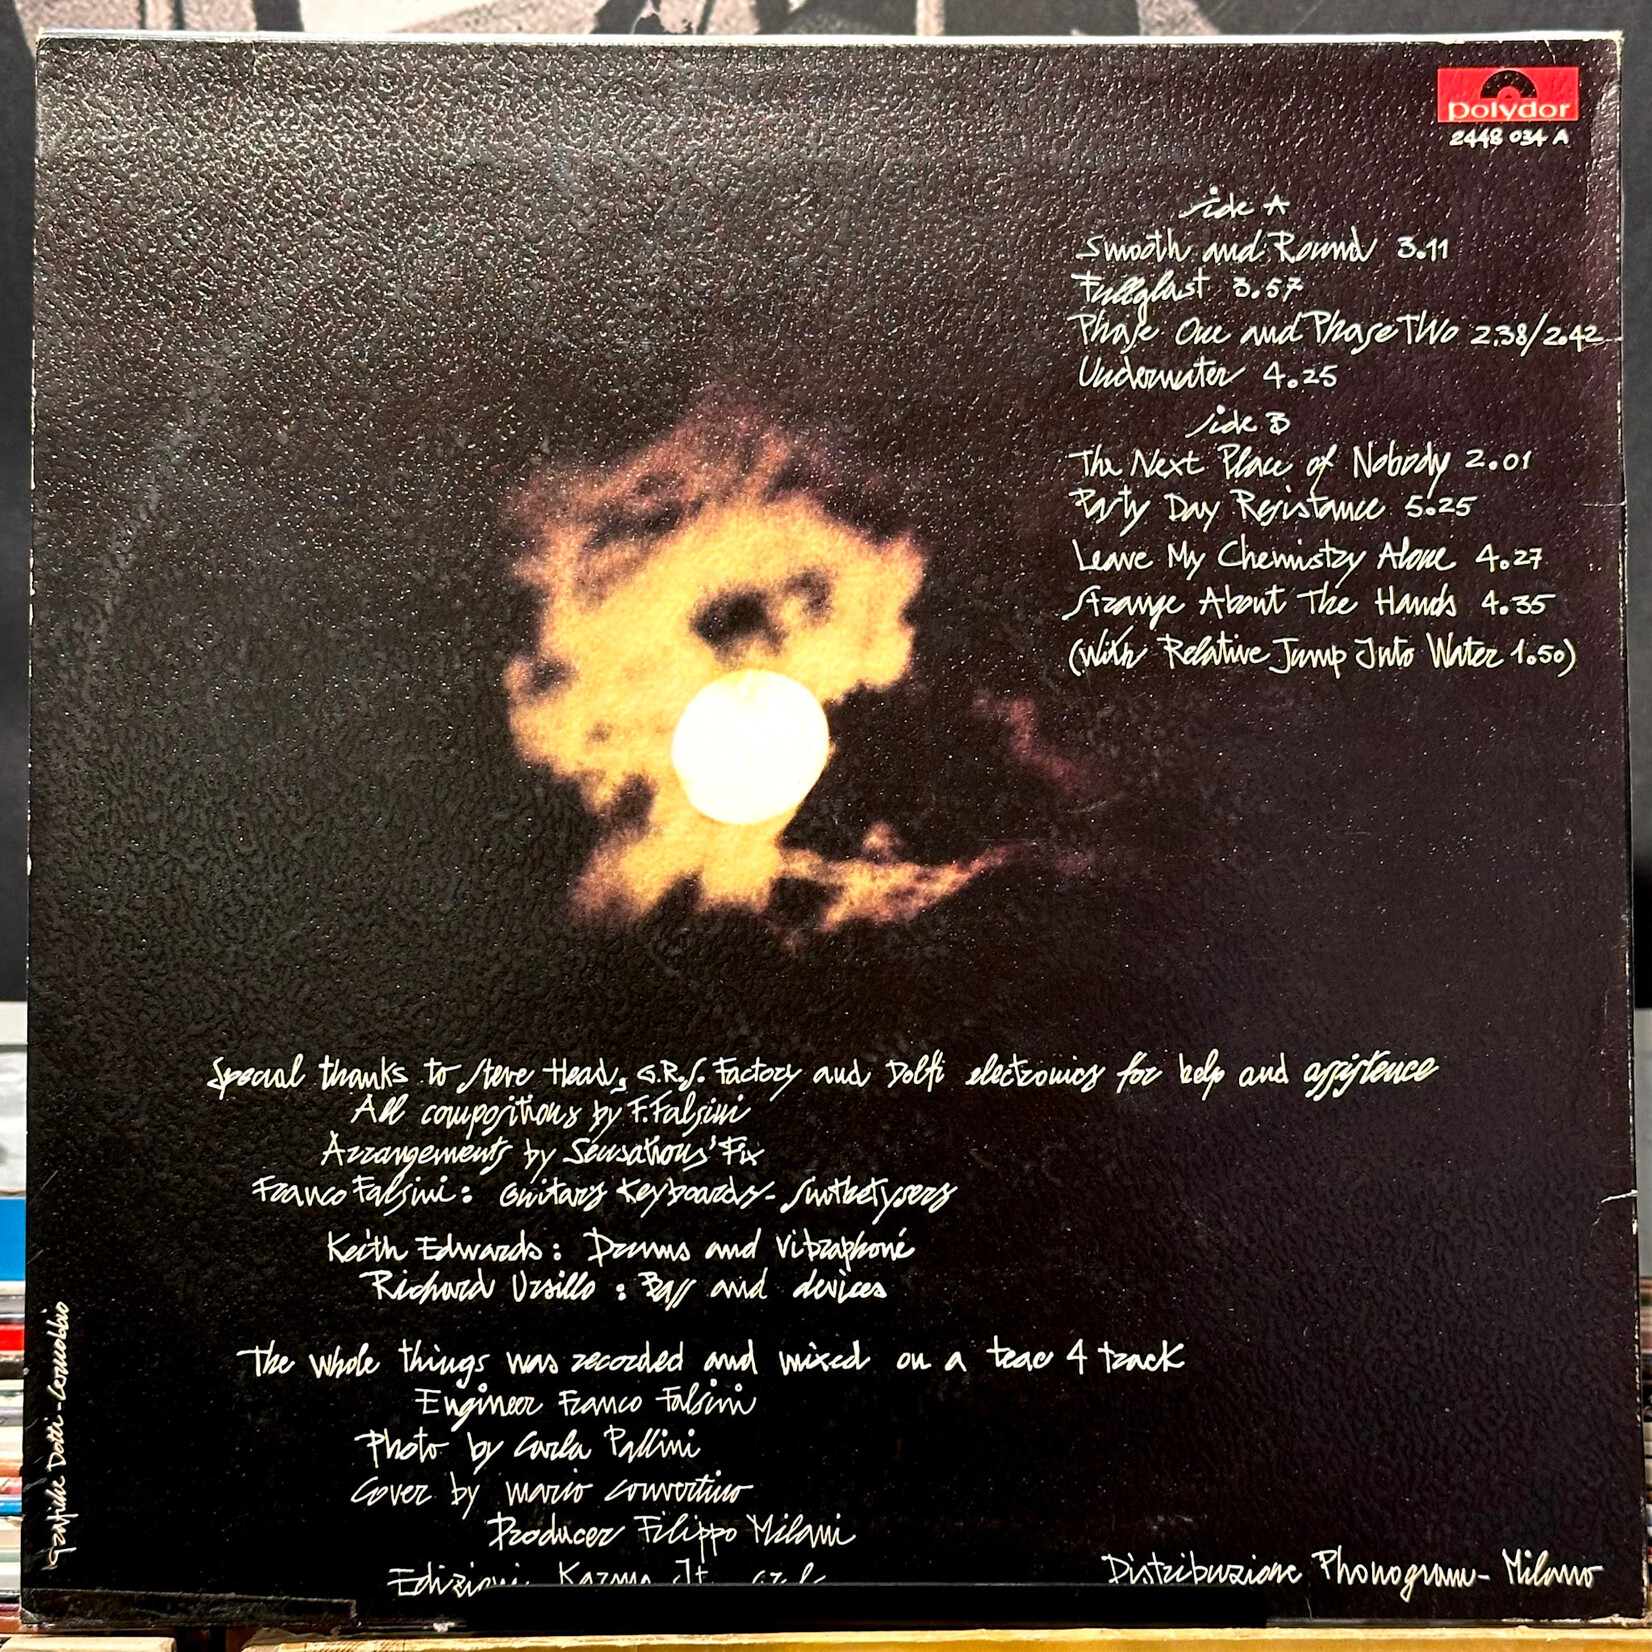 polydor
2448 034 A
side A
Smooth and Round 3.11
Fullglast 3.57
Phase One and Phase Two 2.38/2.42
Underwater 4.25
side B
The Next Place of Nobody 2.01
Party Day Resistance 5.25
Leave My Chemistry Alone 4.27
Strange About The Hands 4.35
(With Relative Jump Into Water 1.50)
Special thanks to Steve Head, G.R.S. Factory and Dolfi electronics for help and assistence
All compositions by F. Falsini
Arrangements by Sensations' Fix
Franco Falsini: Guitars Keyboards - Sinthetysers
Keith Edwards: Drums and Vibraphone
Richard Ursillo: Bass and devices
The whole things was recorded and mixed on a teac 4 track
Engineer Franco Falsini
Photo by Carla Pallini
Cover by mario convertino
Producer Filippo Milani
Edizioni Karma
Distribuzione Phonogram - Milano
Grafiche Dotti - Cernobbio